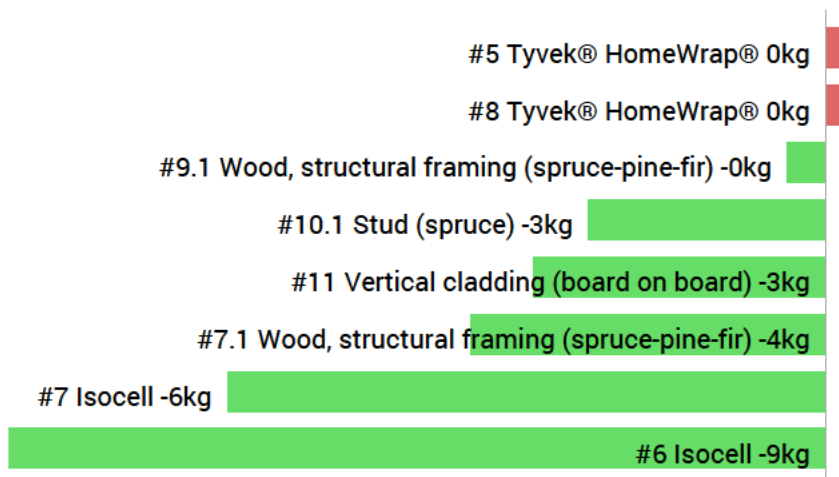 #5 Tyvek® HomeWrap® 0kg
#8 Tyvek® HomeWrap® 0kg
#9.1 Wood, structural framing (spruce-pine-fir) -0kg
#10.1 Stud (spruce) -3kg
#11 Vertical cladding (board on board) -3kg
#7.1 Wood, structural framing (spruce-pine-fir) -4kg
#7 Isocell -6kg
#6 Isocell -9kg